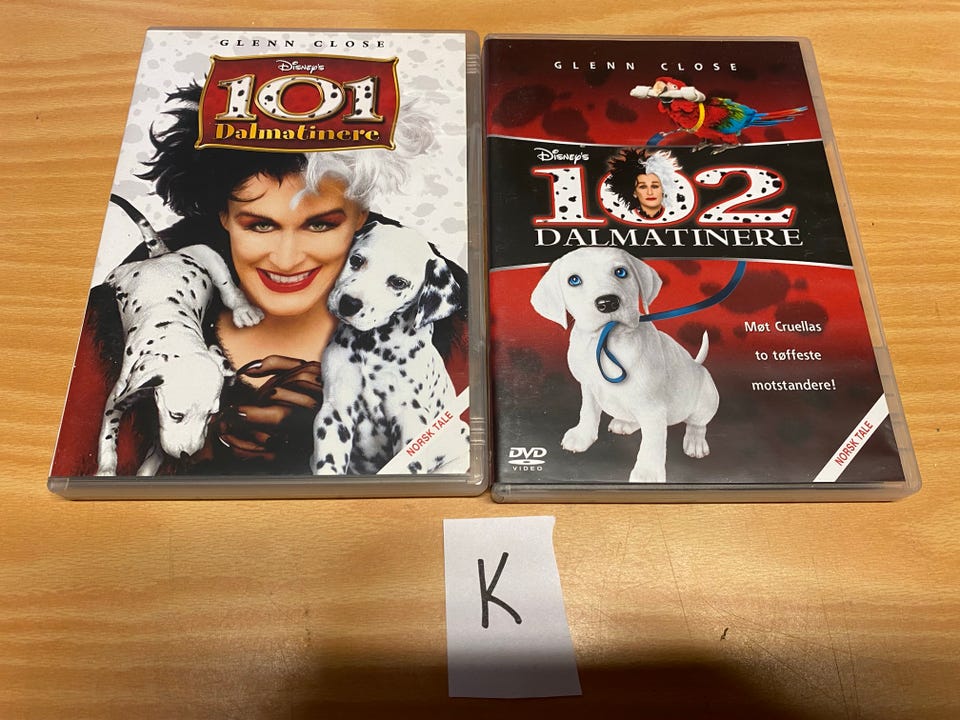 GLENN CLOSE
Disney's
101
Dalmatinere
NORSK TALE
GLENN CLOSE
Disney's
102
DALMATINERE
Møt Cruellas
to tøffeste
motstandere!
DVD
VIDEO
NORSK TALE
K